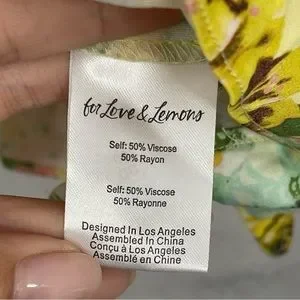 for Love & Lemons
Self: 50% Viscose
50% Rayon
Self: 50% Viscose
50% Rayonne
Designed In Los Angeles
Assembled In China
Conçu à Los Angeles
Assemblé en Chine